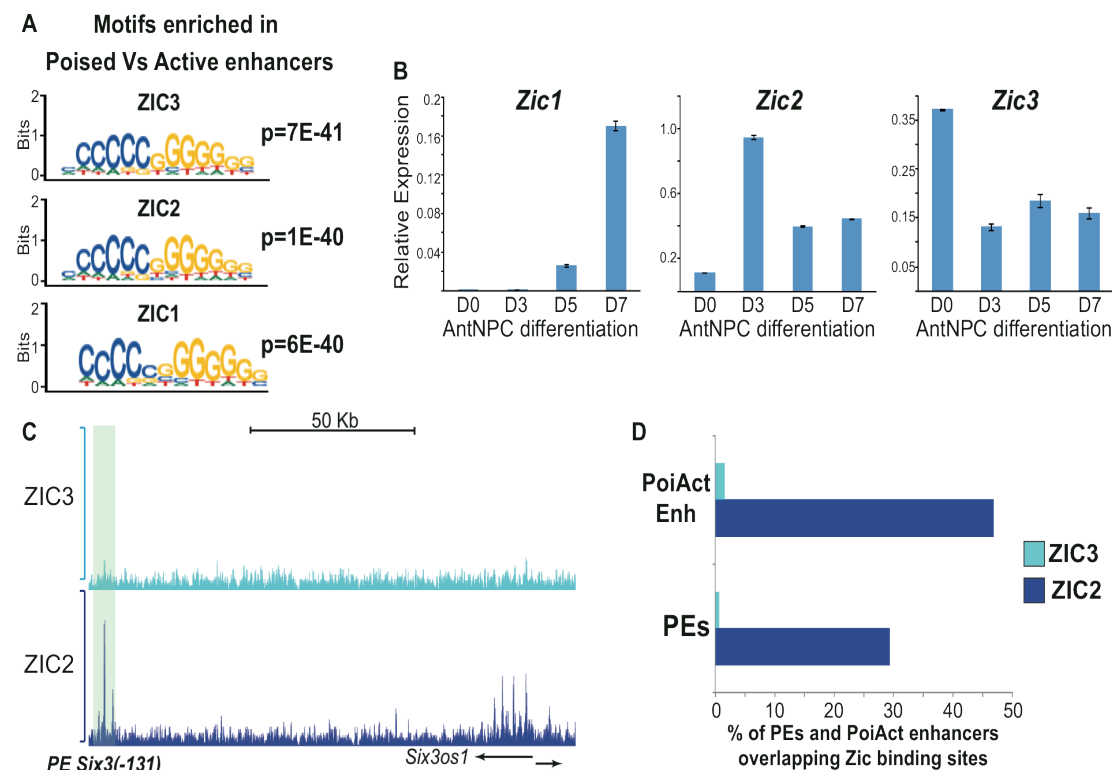 A
Motifs enriched in
Poised Vs Active enhancers
2
1
0
Bits
ZIC3
p=7E-41
2
1
0
Bits
ZIC2
p=1E-40
2
1
0
Bits
ZIC1
p=6E-40
B
Relative Expression
Zic1
0.2
0.16
0.12
0.08
0.04
D0 D3 D5 D7
AntNPC differentiation
Zic2
1.0
0.6
0.2
D0 D3 D5 D7
AntNPC differentiation
Zic3
0.35
0.25
0.15
0.05
D0 D3 D5 D7
AntNPC differentiation
C
50 Kb
ZIC3
ZIC2
Six3os1
PE Six3(-131)
D
PoiAct
Enh
PEs
ZIC3
ZIC2
0 10 20 30 40 50
% of PEs and PoiAct enhancers
overlapping Zic binding sites